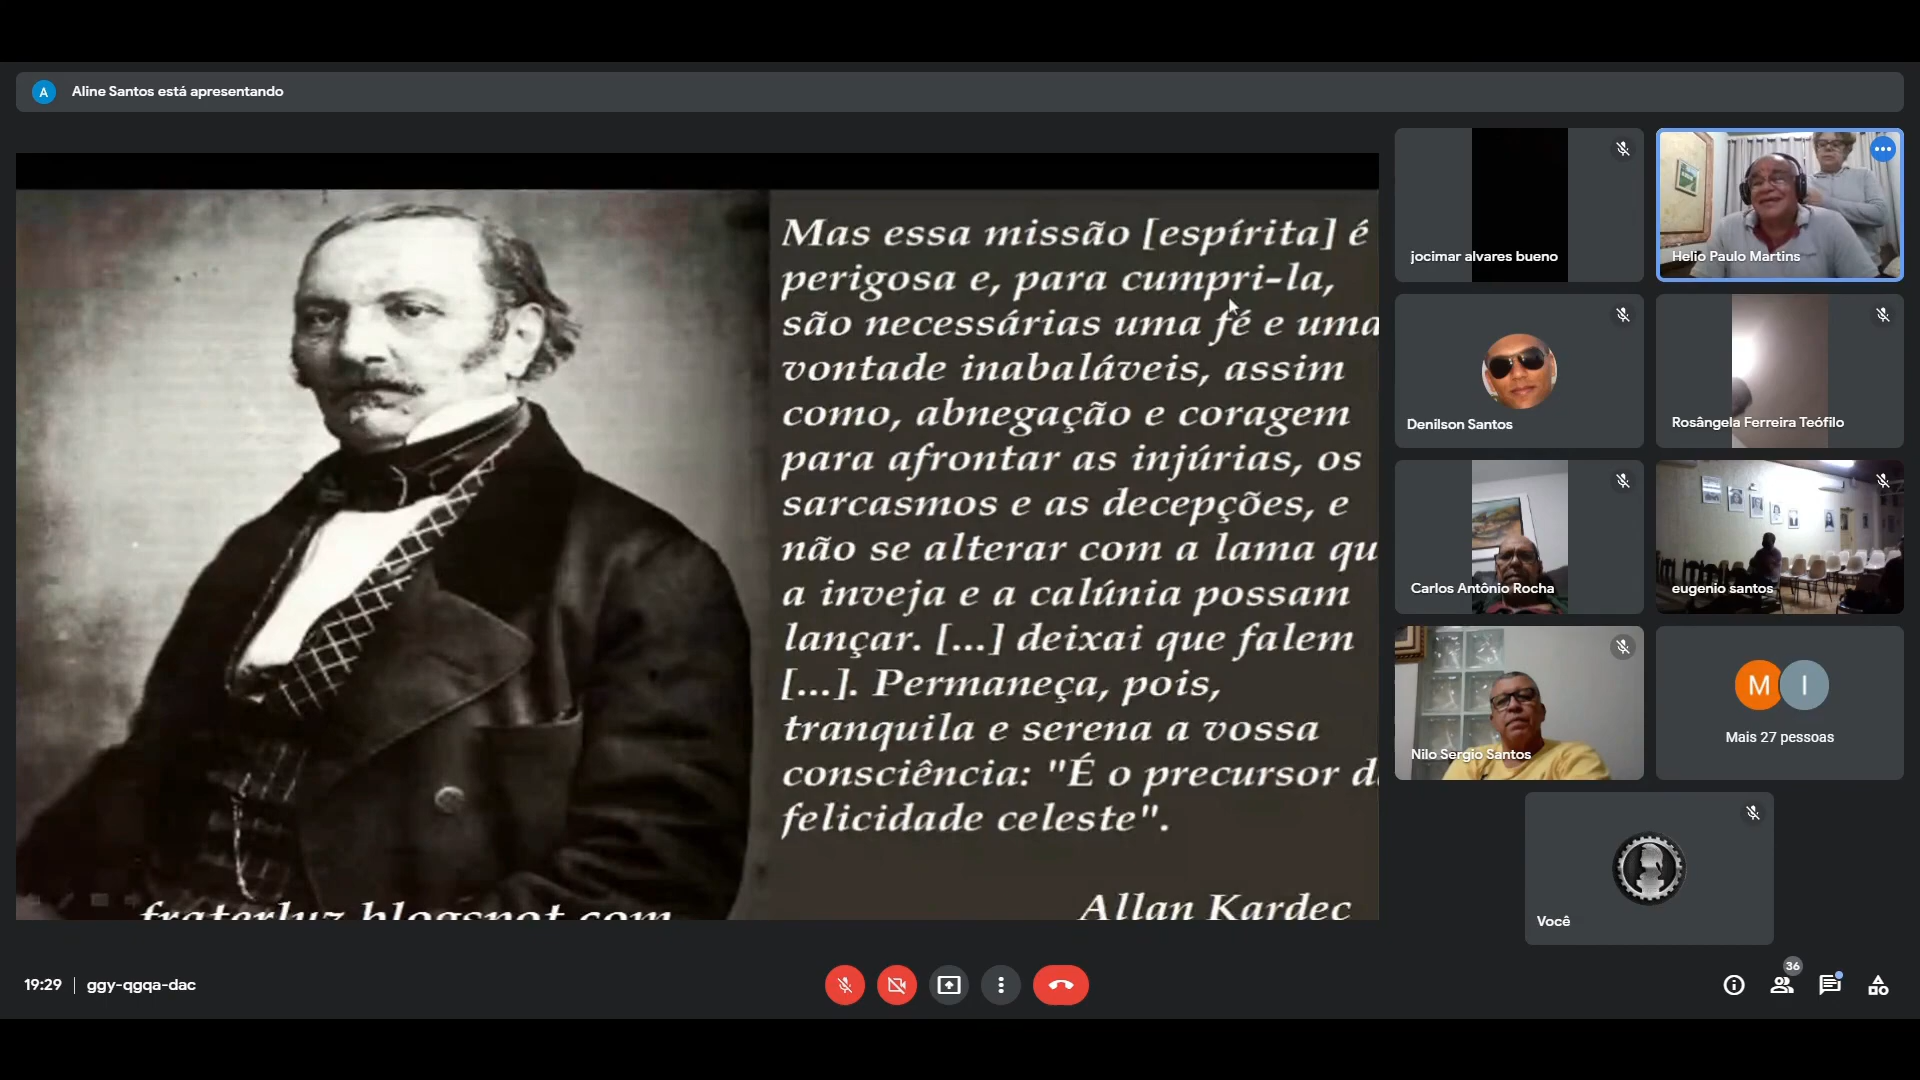 A
Aline Santos está apresentando
Mas essa missão [espírita] é
perigosa e, para cumpri-la,
são necessárias uma fé e uma
vontade inabaláveis, assim
como, abnegação e coragem
para afrontar as injúrias, os
sarcasmos e as decepções, e
não se alterar com a lama qu
a inveja e a calúnia possam
lançar. [...] deixai que falem
[...]. Permaneça, pois,
tranquila e serena a vossa
consciência: "É o precursor d
felicidade celeste".
Allan Kardec
fraterluz.blogspot.com
jocimar alvares bueno
Helio Paulo Martins
Denilson Santos
Rosângela Ferreira Teófilo
Carlos Antônio Rocha
eugenio santos
Nilo Sergio Santos
M I
Mais 27 pessoas
Você
19:29 | ggy-qgqa-dac
36